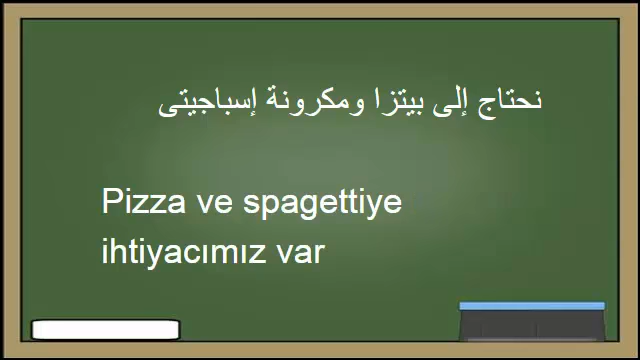 نحتاج إلى بيتزا ومكرونة إسباجيتى
Pizza ve spagettiye
ihtiyacımız var